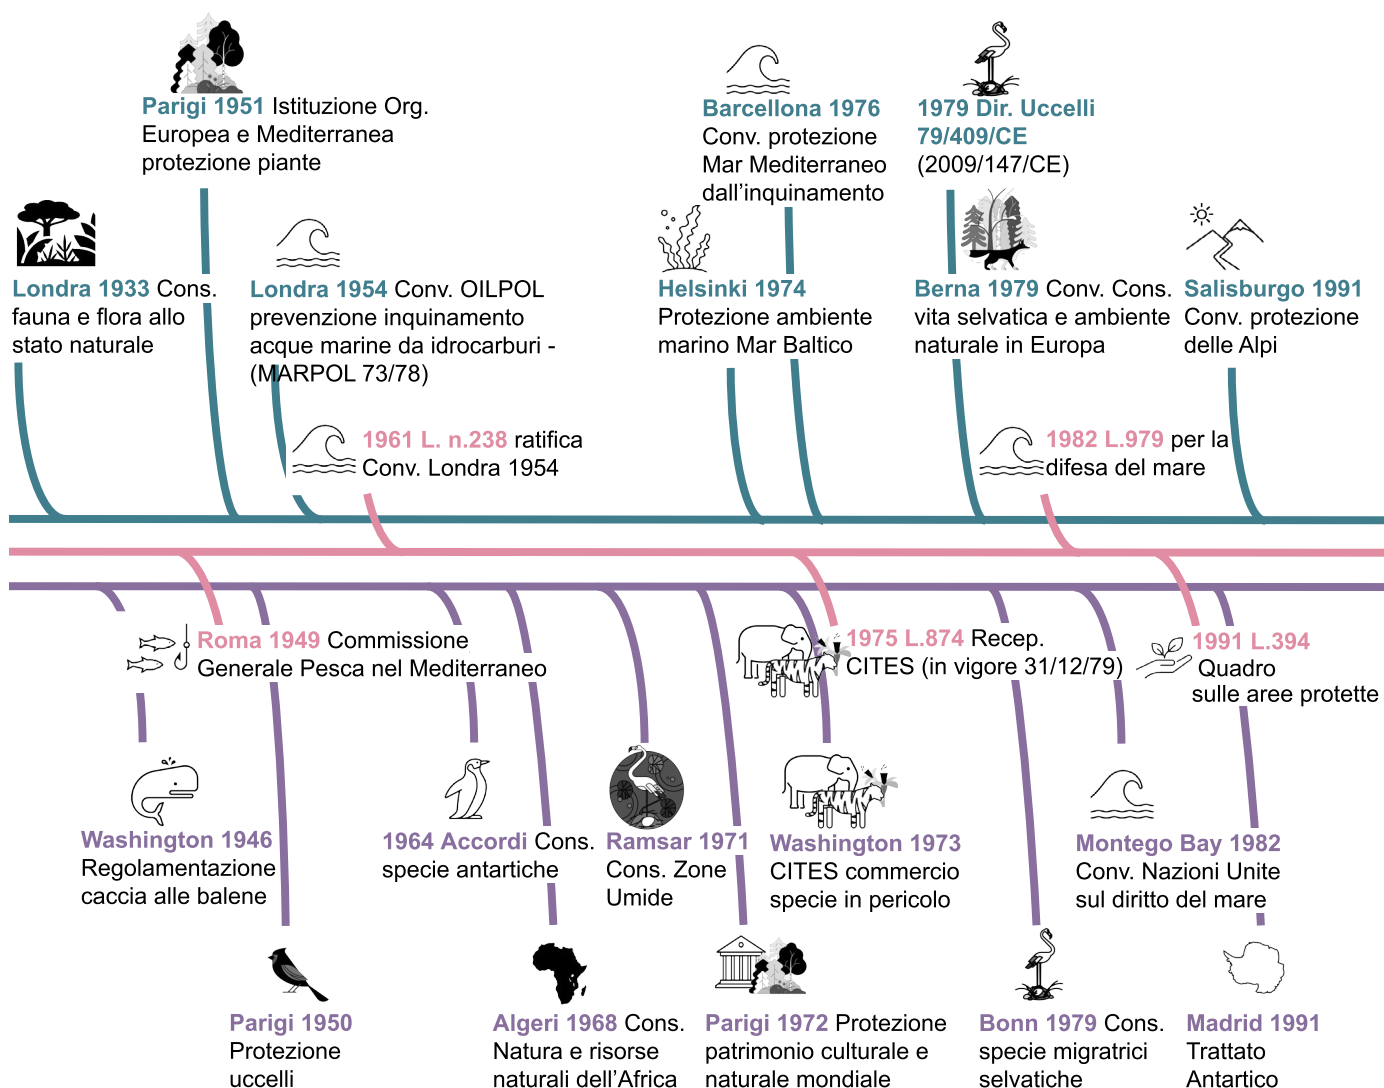 Parigi 1951 Istituzione Org.
Europea e Mediterranea
protezione piante
Barcellona 1976
Conv. protezione
Mar Mediterraneo
dall'inquinamento
1979 Dir. Uccelli
79/409/CE
(2009/147/CE)
Londra 1933 Cons.
fauna e flora allo
stato naturale
Londra 1954 Conv. OILPOL
prevenzione inquinamento
acque marine da idrocarburi -
(MARPOL 73/78)
Helsinki 1974
Protezione ambiente
marino Mar Baltico
Berna 1979 Conv. Cons.
vita selvatica e ambiente
naturale in Europa
Salisburgo 1991
Conv. protezione
delle Alpi
1961 L. n.238 ratifica
Conv. Londra 1954
1982 L.979 per la
difesa del mare
Roma 1949 Commissione
Generale Pesca nel Mediterraneo
1975 L.874 Recep.
CITES (in vigore 31/12/79)
1991 L.394
Quadro
sulle aree protette
Washington 1946
Regolamentazione
caccia alle balene
1964 Accordi Cons.
specie antartiche
Ramsar 1971
Cons. Zone
Umide
Washington 1973
CITES commercio
specie in pericolo
Montego Bay 1982
Conv. Nazioni Unite
sul diritto del mare
Parigi 1950
Protezione
uccelli
Algeri 1968 Cons.
Natura e risorse
naturali dell'Africa
Parigi 1972 Protezione
patrimonio culturale e
naturale mondiale
Bonn 1979 Cons.
specie migratrici
selvatiche
Madrid 1991
Trattato
Antartico